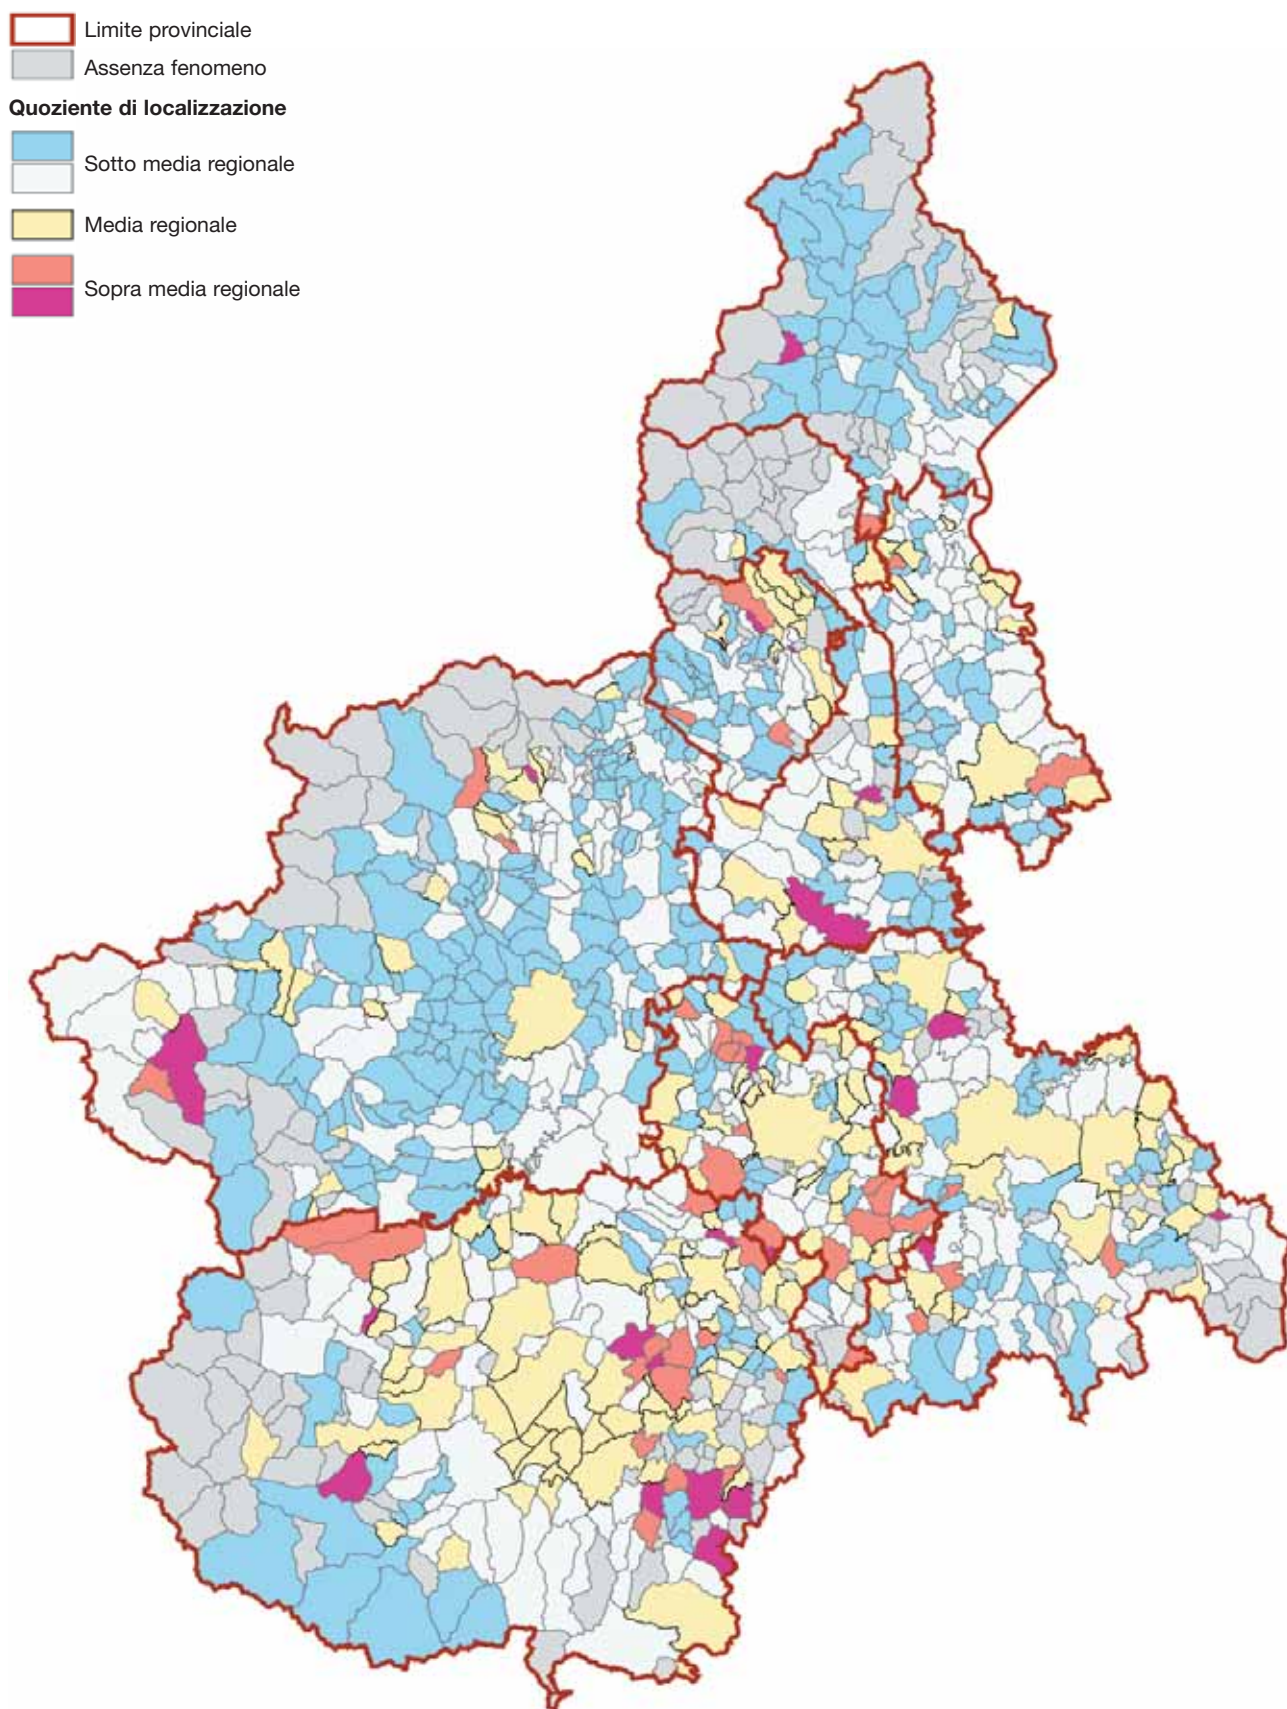 Limite provinciale
Assenza fenomeno
Quoziente di localizzazione
Sotto media regionale
Media regionale
Sopra media regionale